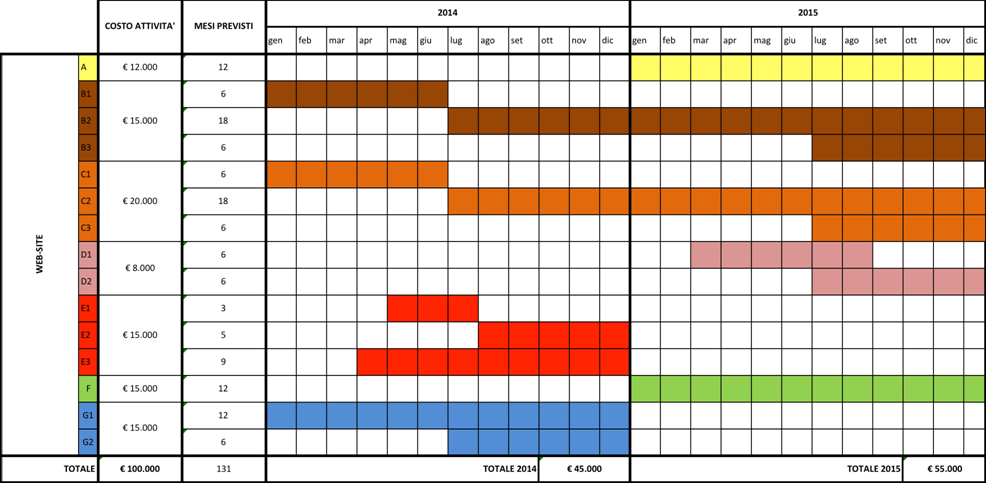 COSTO ATTIVITA' MESI PREVISTI 2014 2015
gen feb mar apr mag giu lug ago set ott nov dic gen feb mar apr mag giu lug ago set ott nov dic
WEB-SITE
A € 12.000 12
B1 6
B2 € 15.000 18
B3 6
C1 6
C2 € 20.000 18
C3 6
D1 6
€ 8.000
D2 6
E1 3
E2 € 15.000 5
E3 9
F € 15.000 12
G1 12
€ 15.000
G2 6
TOTALE € 100.000 131 TOTALE 2014 € 45.000 TOTALE 2015 € 55.000